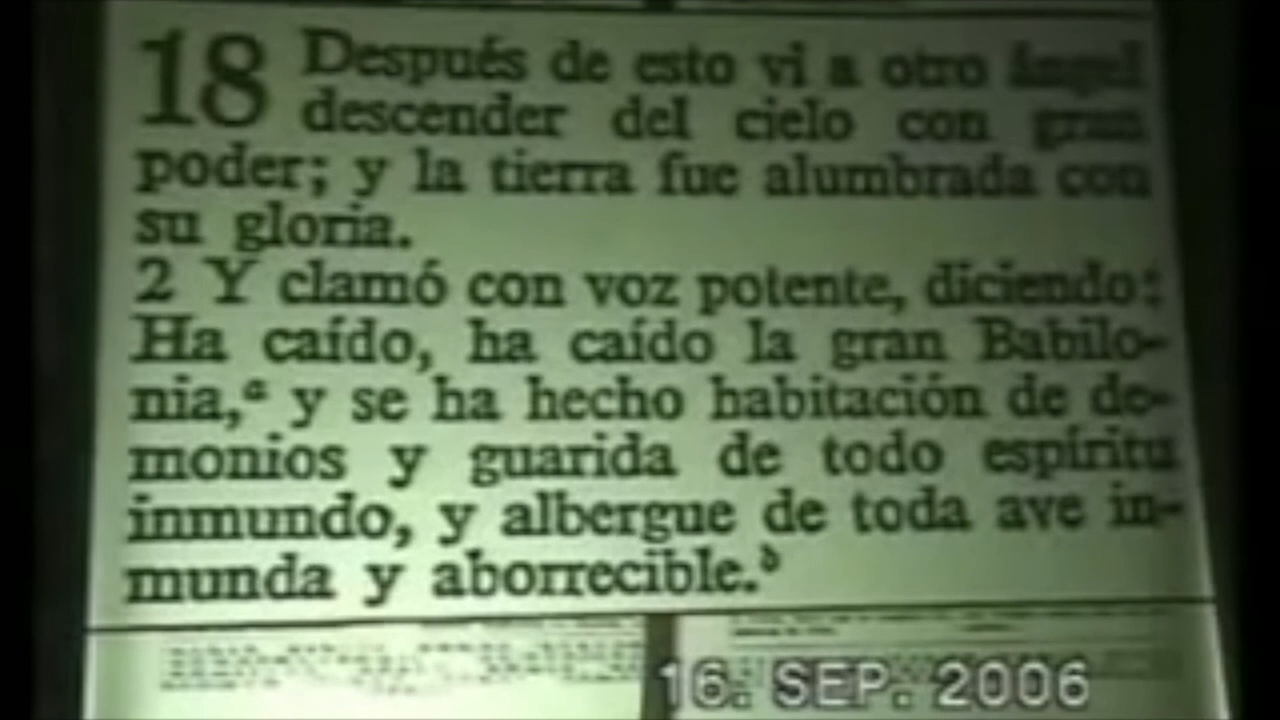 18 Después de esto vi a otro ángel
descender del cielo con gran
poder; y la tierra fue alumbrada con
su gloria.
2 Y clamó con voz potente, diciendo:
Ha caído, ha caído la gran Babilo-
nia,ᵃ y se ha hecho habitación de de-
monios y guarida de todo espíritu
inmundo, y albergue de toda ave in-
munda y aborrecible.ᵇ
16. SEP. 2006